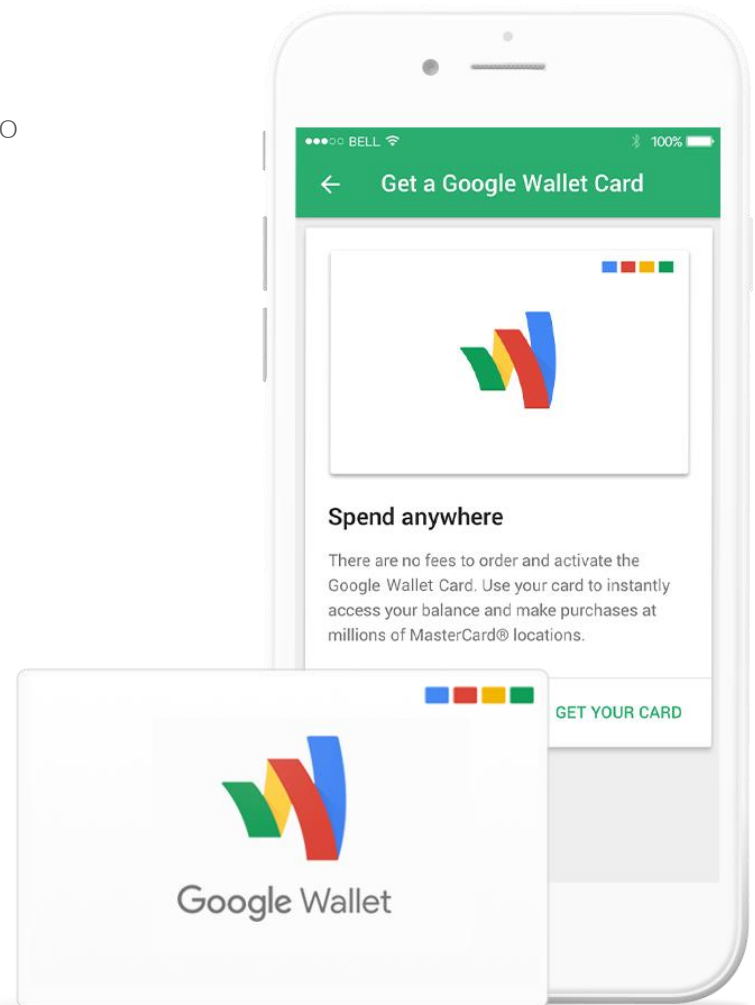 o
BELL 100%
Get a Google Wallet Card
Spend anywhere
There are no fees to order and activate the
Google Wallet Card. Use your card to instantly
access your balance and make purchases at
millions of MasterCard® locations.
GET YOUR CARD
Google Wallet